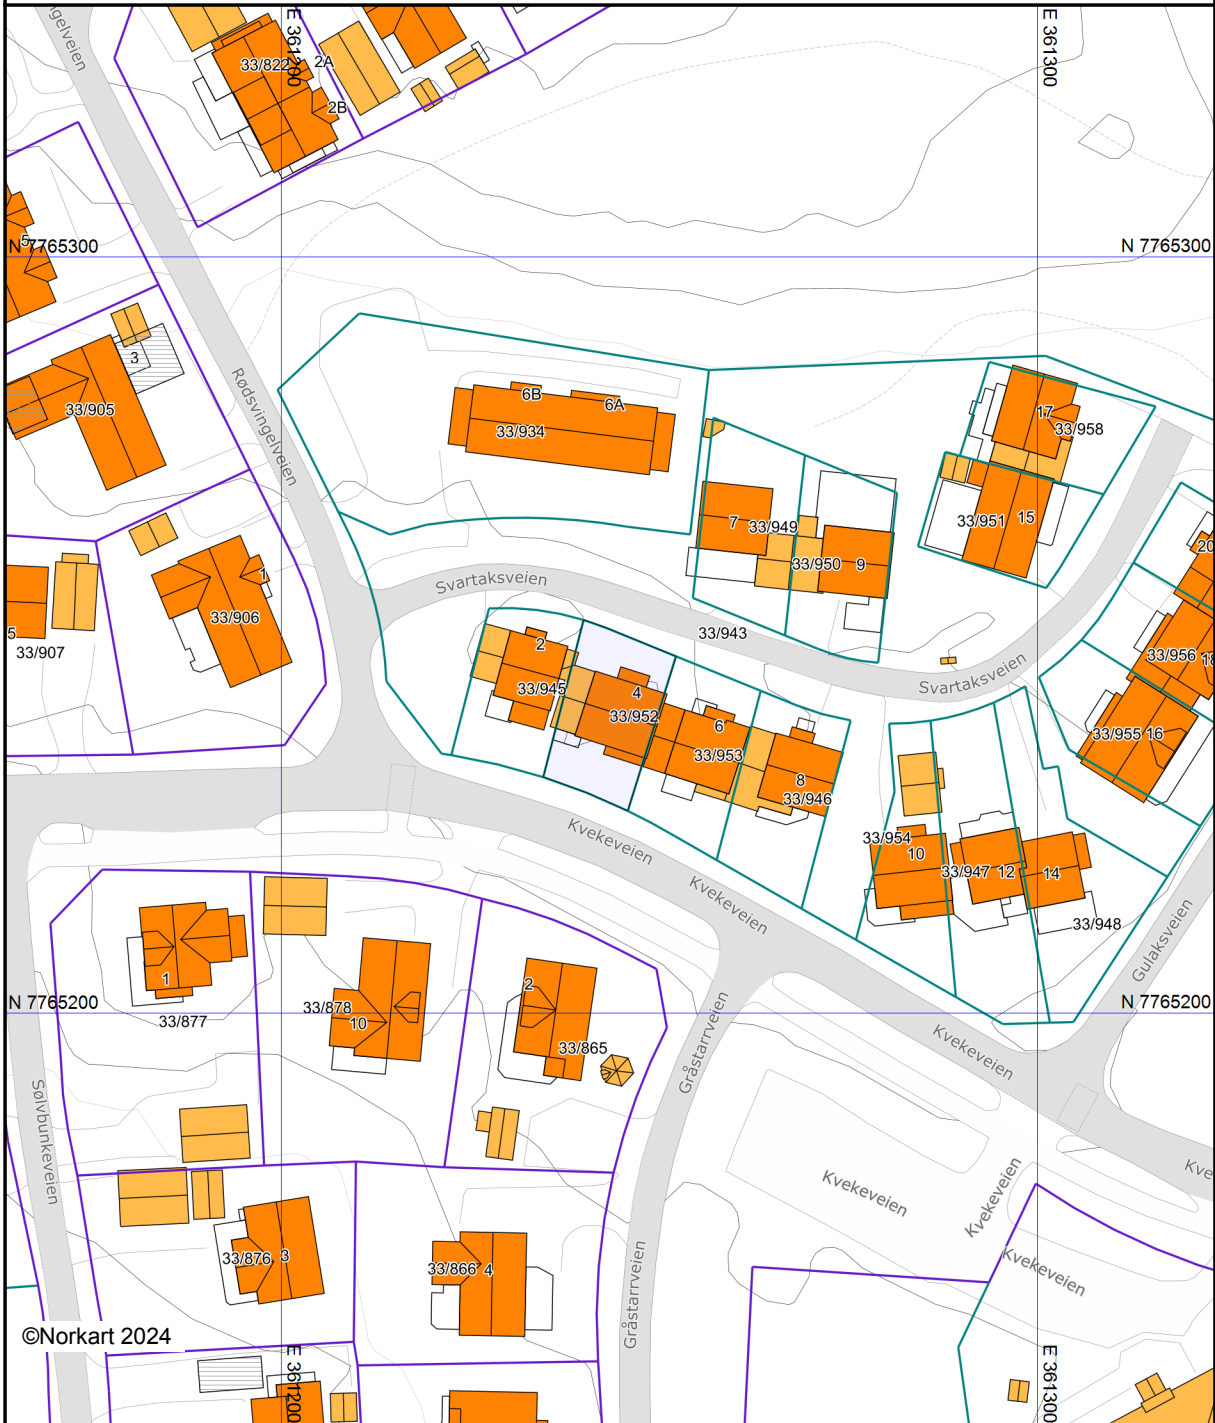 ngelveien
E 361200
E 361300
33/822
2A
2B
5
N 7765300
N 7765300
3
33/905
Rødsvingelveien
6B
6A
33/934
17
33/958
7
33/949
33/951
15
33/950
9
20
1
33/906
5
33/907
Svartaksveien
33/943
2
33/945
4
33/952
6
33/953
8
33/946
Svartaksveien
33/956
18
33/955
16
Kvekeveien
Kvekeveien
33/954
10
33/947
12
14
33/948
Gulaksveien
1
33/877
N 7765200
33/878
10
2
33/865
N 7765200
Gråstarrveien
Kvekeveien
Sølvbunkeveien
Kvekeveien
Kvekeveien
Kve
Kvekeveien
33/876
3
33/866
4
Gråstarrveien
©Norkart 2024
E 361200
E 361300